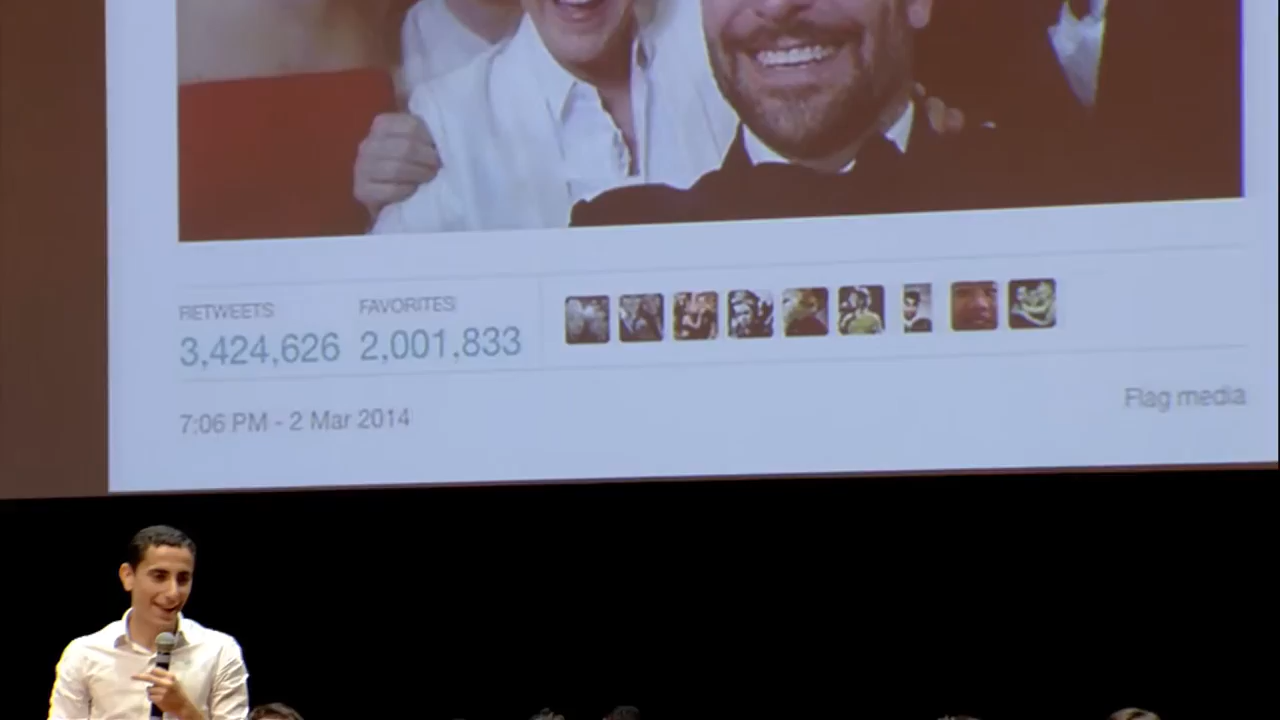 RETWEETS FAVORITES
3,424,626 2,001,833
7:06 PM - 2 Mar 2014
Flag media